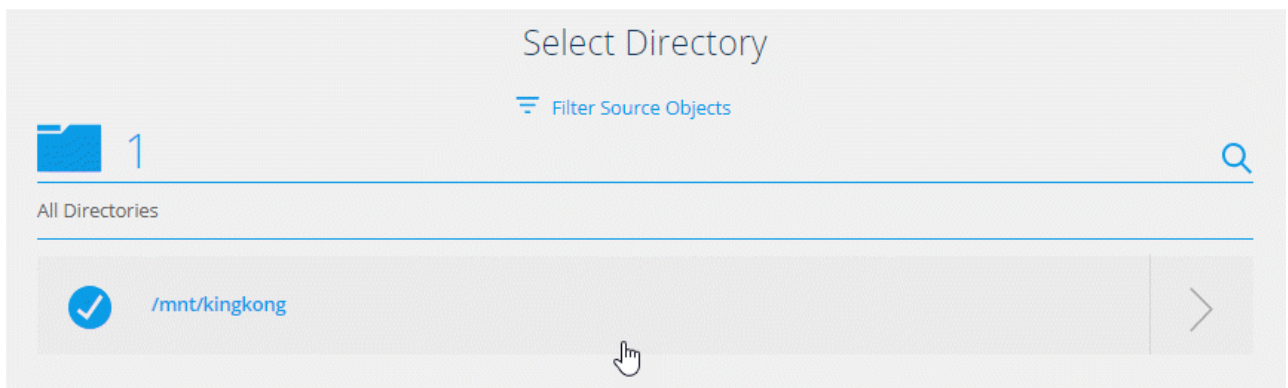 Select Directory
Filter Source Objects
1
All Directories
/mnt/kingkong